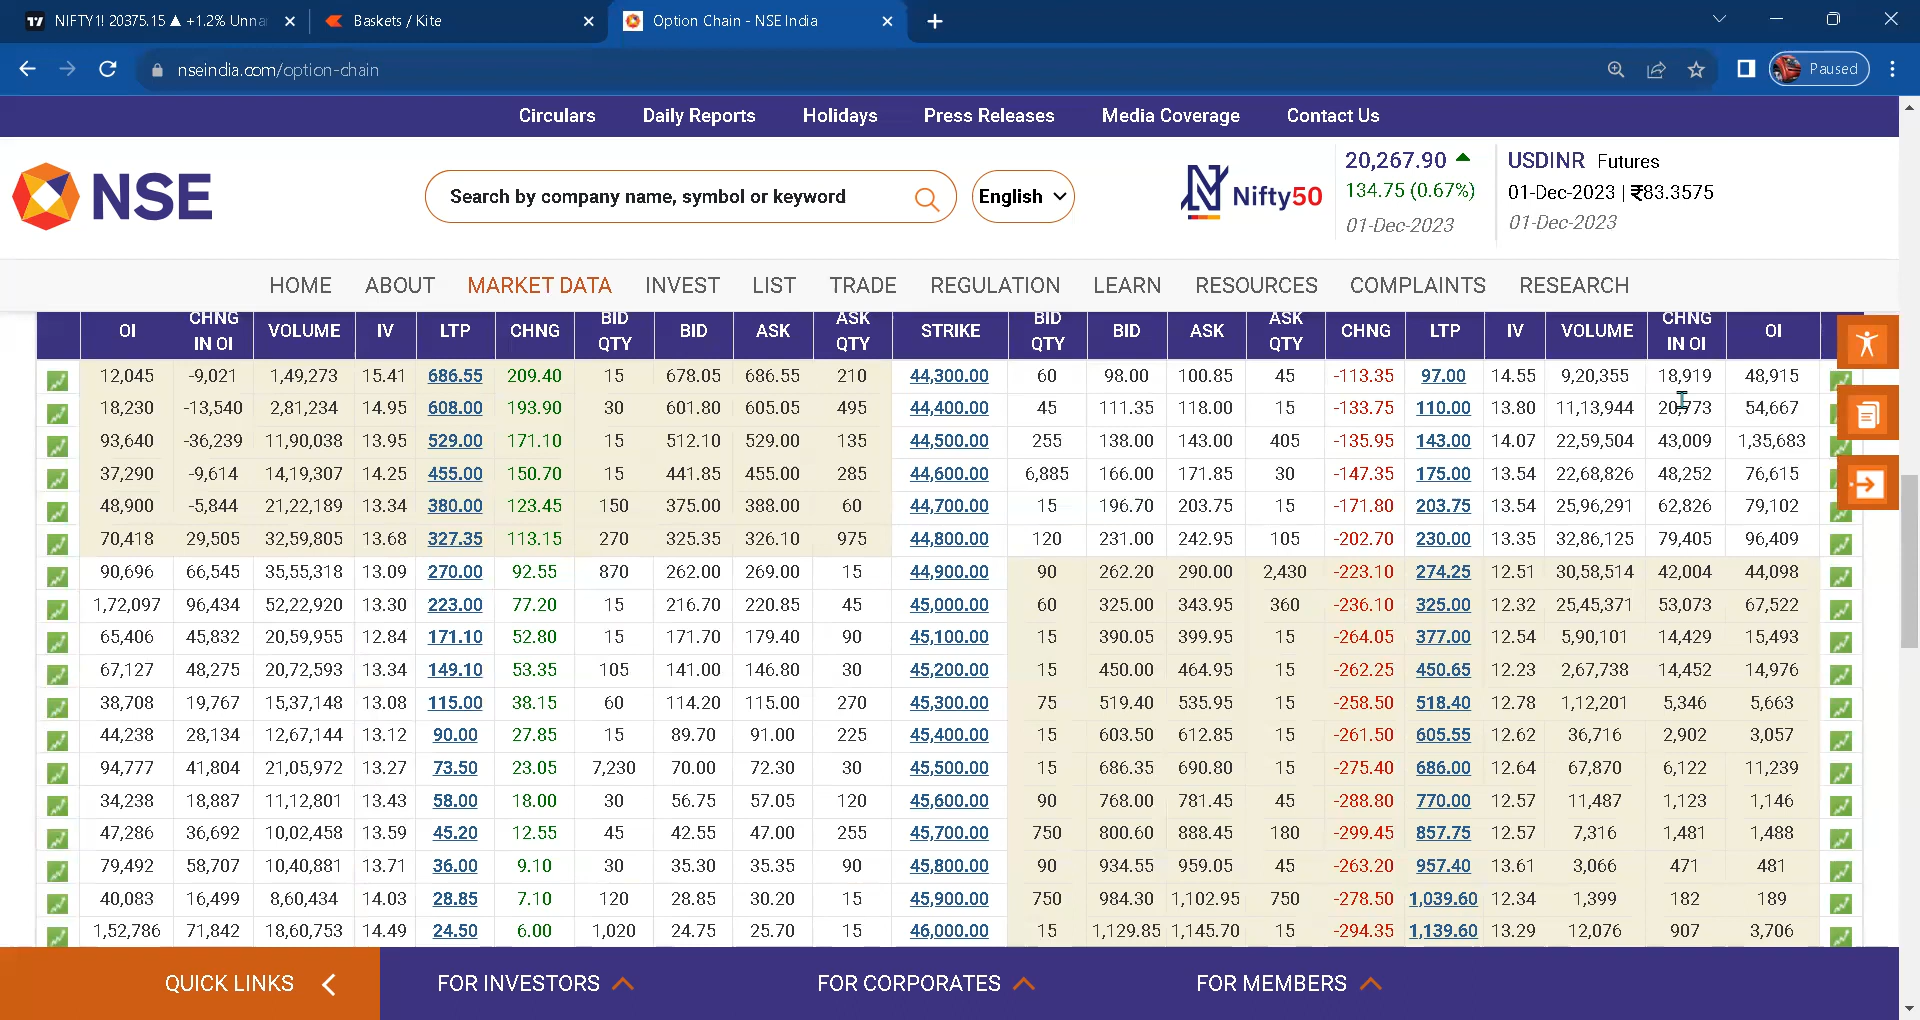 NIFTY1! 20375.15 ▲ +1.2% Unna
Baskets / Kite
Option Chain - NSE India
nseindia.com/option-chain
Paused
Circulars Daily Reports Holidays Press Releases Media Coverage Contact Us
NSE
Search by company name, symbol or keyword
English
Nifty50
20,267.90
134.75 (0.67%)
01-Dec-2023
USDINR Futures
01-Dec-2023 | ₹83.3575
01-Dec-2023
HOME ABOUT MARKET DATA INVEST LIST TRADE REGULATION LEARN RESOURCES COMPLAINTS RESEARCH
OI CHNG IN OI VOLUME IV LTP CHNG BID QTY BID ASK ASK QTY STRIKE BID QTY BID ASK ASK QTY CHNG LTP IV VOLUME CHNG IN OI OI
12,045 -9,021 1,49,273 15.41 686.55 209.40 15 678.05 686.55 210 44,300.00 60 98.00 100.85 45 -113.35 97.00 14.55 9,20,355 18,919 48,915
18,230 -13,540 2,81,234 14.95 608.00 193.90 30 601.80 605.05 495 44,400.00 45 111.35 118.00 15 -133.75 110.00 13.80 11,13,944 20,773 54,667
93,640 -36,239 11,90,038 13.95 529.00 171.10 15 512.10 529.00 135 44,500.00 255 138.00 143.00 405 -135.95 143.00 14.07 22,59,504 43,009 1,35,683
37,290 -9,614 14,19,307 14.25 455.00 150.70 15 441.85 455.00 285 44,600.00 6,885 166.00 171.85 30 -147.35 175.00 13.54 22,68,826 48,252 76,615
48,900 -5,844 21,22,189 13.34 380.00 123.45 150 375.00 388.00 60 44,700.00 15 196.70 203.75 15 -171.80 203.75 13.54 25,96,291 62,826 79,102
70,418 29,505 32,59,805 13.68 327.35 113.15 270 325.35 326.10 975 44,800.00 120 231.00 242.95 105 -202.70 230.00 13.35 32,86,125 79,405 96,409
90,696 66,545 35,55,318 13.09 270.00 92.55 870 262.00 269.00 15 44,900.00 90 262.20 290.00 2,430 -223.10 274.25 12.51 30,58,514 42,004 44,098
1,72,097 96,434 52,22,920 13.30 223.00 77.20 15 216.70 220.85 45 45,000.00 60 325.00 343.95 360 -236.10 325.00 12.32 25,45,371 53,073 67,522
65,406 45,832 20,59,955 12.84 171.10 52.80 15 171.70 179.40 90 45,100.00 15 390.05 399.95 15 -264.05 377.00 12.54 5,90,101 14,429 15,493
67,127 48,275 20,72,593 13.34 149.10 53.35 105 141.00 146.80 30 45,200.00 15 450.00 464.95 15 -262.25 450.65 12.23 2,67,738 14,452 14,976
38,708 19,767 15,37,148 13.08 115.00 38.15 60 114.20 115.00 270 45,300.00 75 519.40 535.95 15 -258.50 518.40 12.78 1,12,201 5,346 5,663
44,238 28,134 12,67,144 13.12 90.00 27.85 15 89.70 91.00 225 45,400.00 15 603.50 612.85 15 -261.50 605.55 12.62 36,716 2,902 3,057
94,777 41,804 21,05,972 13.27 73.50 23.05 7,230 70.00 72.30 30 45,500.00 15 686.35 690.80 15 -275.40 686.00 12.64 67,870 6,122 11,239
34,238 18,887 11,12,801 13.43 58.00 18.00 30 56.75 57.05 120 45,600.00 90 768.00 781.45 45 -288.80 770.00 12.57 11,487 1,123 1,146
47,286 36,692 10,02,458 13.59 45.20 12.55 45 42.55 47.00 255 45,700.00 750 800.60 888.45 180 -299.45 857.75 12.57 7,316 1,481 1,488
79,492 58,707 10,40,881 13.71 36.00 9.10 30 35.30 35.35 90 45,800.00 90 934.55 959.05 45 -263.20 957.40 13.61 3,066 471 481
40,083 16,499 8,60,434 14.03 28.85 7.10 120 28.85 30.20 15 45,900.00 750 984.30 1,102.95 750 -278.50 1,039.60 12.34 1,399 182 189
1,52,786 71,842 18,60,753 14.49 24.50 6.00 1,020 24.75 25.70 15 46,000.00 15 1,129.85 1,145.70 15 -294.35 1,139.60 13.29 12,076 907 3,706
QUICK LINKS FOR INVESTORS FOR CORPORATES FOR MEMBERS